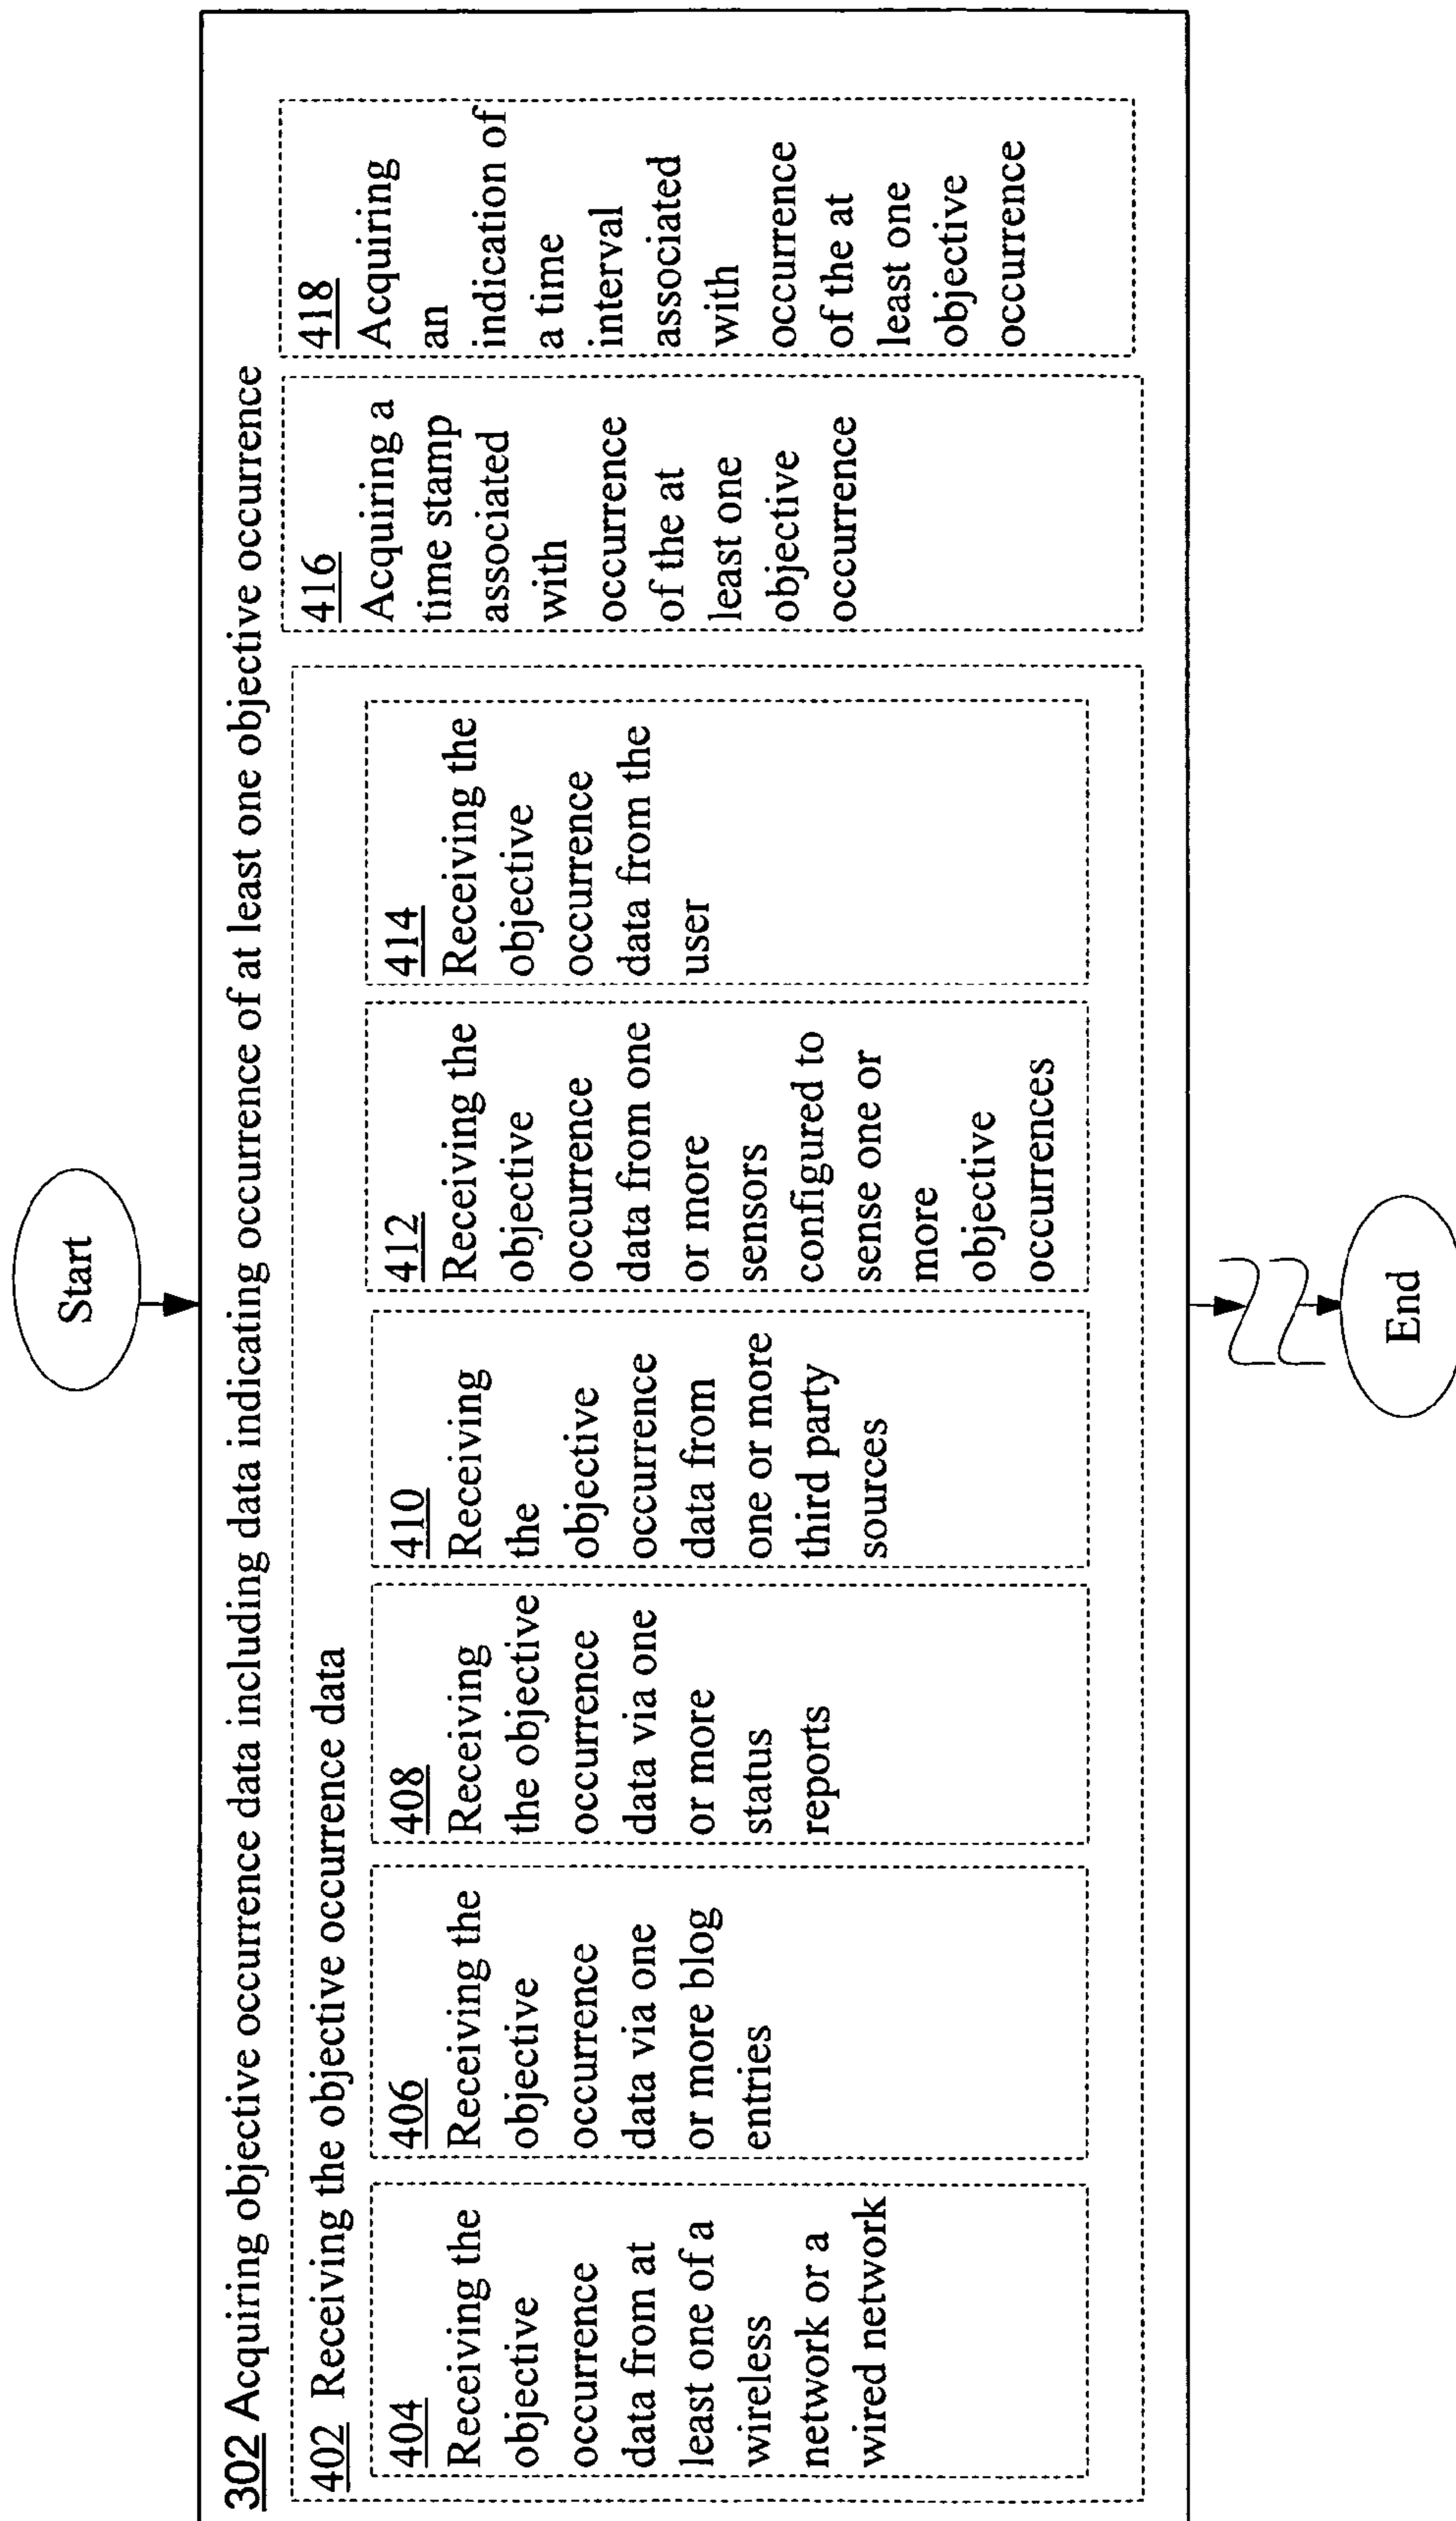 Start
302 Acquiring objective occurrence data including data indicating occurrence of at least one objective occurrence
402 Receiving the objective occurrence data
404
Receiving the
objective
occurrence
data from at
least one of a
wireless
network or a
wired network
406
Receiving the
objective
occurrence
data via one
or more blog
entries
408
Receiving
the objective
occurrence
data via one
or more
status
reports
410
Receiving
the
objective
occurrence
data from
one or more
third party
sources
412
Receiving the
objective
occurrence
data from one
or more
sensors
configured to
sense one or
more
objective
occurrences
414
Receiving the
objective
occurrence
data from the
user
416
Acquiring a
time stamp
associated
with
occurrence
of the at
least one
objective
occurrence
418
Acquiring
an
indication of
a time
interval
associated
with
occurrence
of the at
least one
objective
occurrence
End